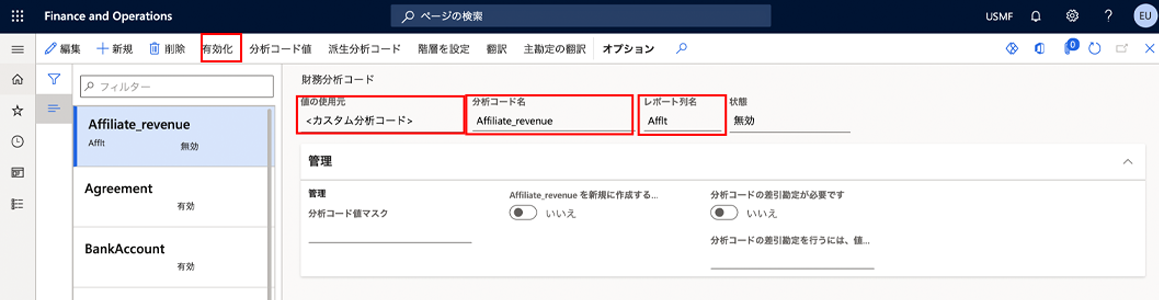 Finance and Operations
ページの検索
USMF
EU
編集
新規
削除
有効化
分析コード値
派生分析コード
階層を設定
翻訳
主勘定の翻訳
オプション
0
フィルター
Affiliate_revenue
Afflt
無効
Agreement
有効
BankAccount
有効
財務分析コード
値の使用元
<カスタム分析コード>
分析コード名
Affiliate_revenue
レポート列名
Afflt
状態
無効
管理
管理
分析コード値マスク
Affiliate_revenue を新規に作成する...
いいえ
分析コードの差引勘定が必要です
いいえ
分析コードの差引勘定を行うには、値...